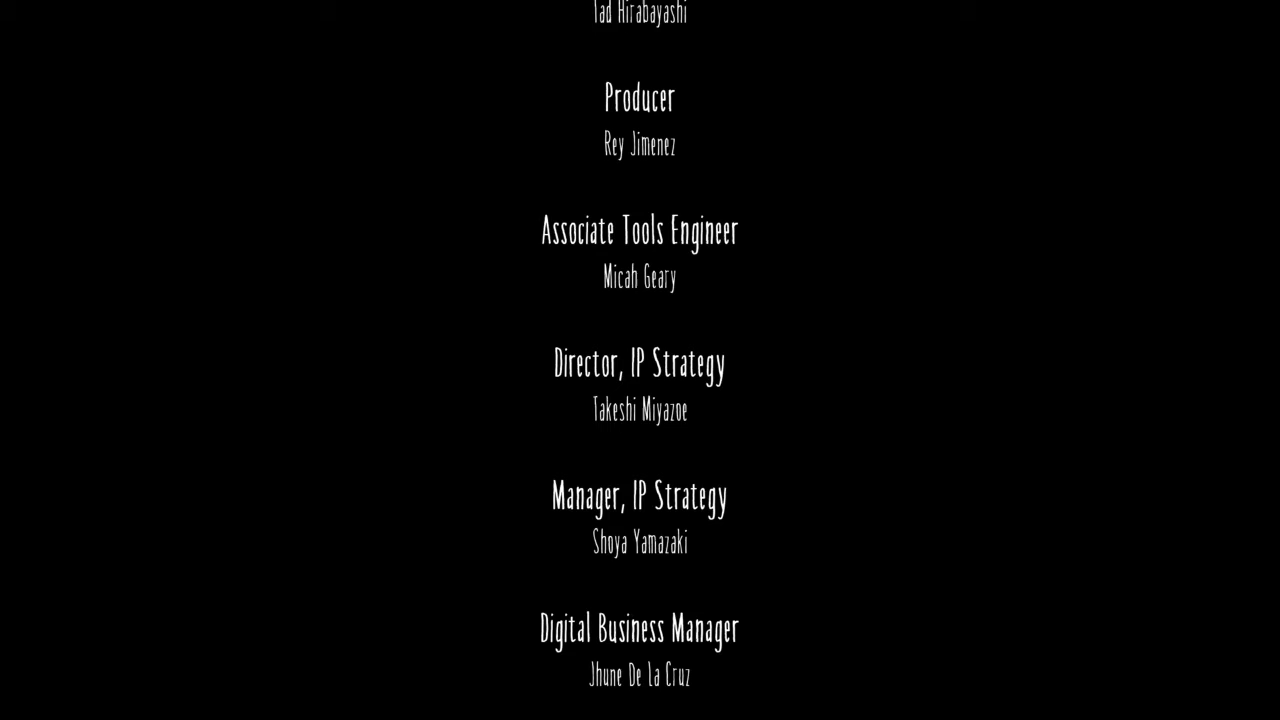 Hirabayashi
Producer
Rey Jimenez
Associate Tools Engineer
Micah Geary
Director, IP Strategy
Takeshi Miyazoe
Manager, IP Strategy
Shoya Yamazaki
Digital Business Manager
Jhune De La Cruz